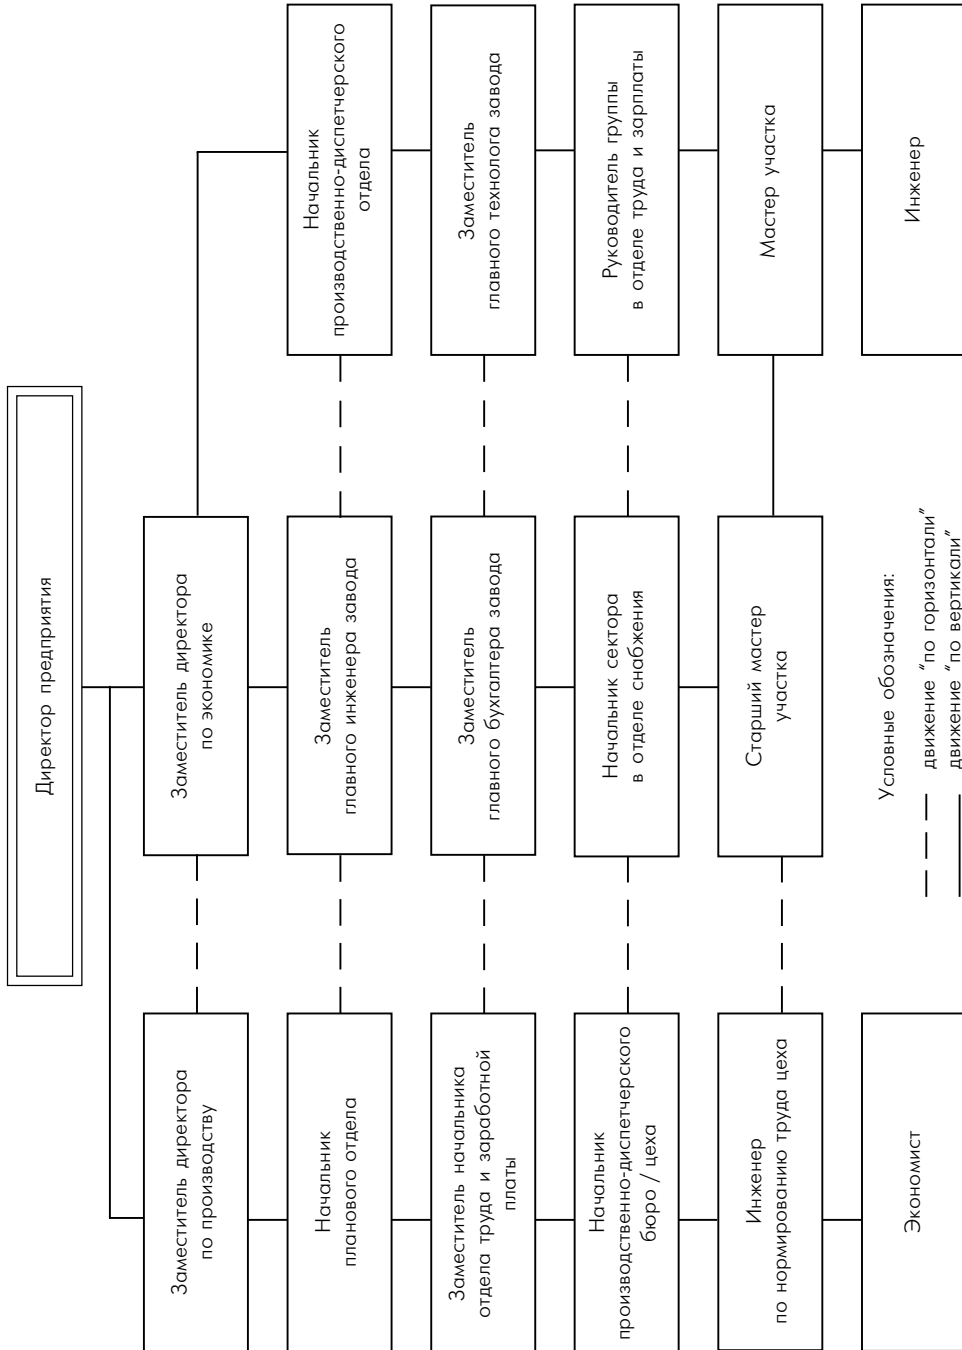 Директор предприятия
Заместитель директора
по производству
Заместитель директора
по экономике
Начальник
планового отдела
Заместитель
главного инженера завода
Начальник
производственно-диспетчерского
отдела
Заместитель начальника
отдела труда и заработной
платы
Заместитель
главного бухгалтера завода
Заместитель
главного технолога завода
Начальник
производственно-диспетчерского
бюро / цеха
Начальник сектора
в отделе снабжения
Руководитель группы
в отделе труда и зарплаты
Инженер
по нормированию труда цеха
Старший мастер
участка
Мастер участка
Экономист
Инженер
Условные обозначения:
движение "по горизонтали"
движение "по вертикали"